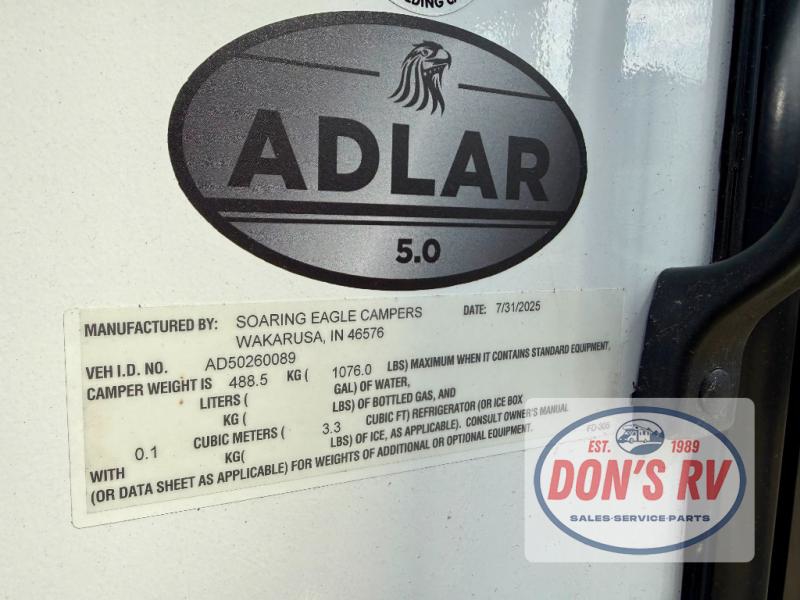 LDING C
ADLAR
5.0
MANUFACTURED BY: SOARING EAGLE CAMPERS DATE: 7/31/2025
WAKARUSA, IN 46576
VEH I.D. NO. AD50260089
CAMPER WEIGHT IS 488.5 KG ( 1076.0 LBS) MAXIMUM WHEN IT CONTAINS STANDARD EQUIPMENT,
LITERS ( GAL) OF WATER,
KG ( LBS) OF BOTTLED GAS, AND
0.1 CUBIC METERS ( 3.3 CUBIC FT) REFRIGERATOR (OR ICE BOX
WITH KG( LBS) OF ICE, AS APPLICABLE). CONSULT OWNER'S MANUAL
(OR DATA SHEET AS APPLICABLE) FOR WEIGHTS OF ADDITIONAL OR OPTIONAL EQUIPMENT.
FD-305
EST. 1989
DON'S RV
SALES-SERVICE-PARTS